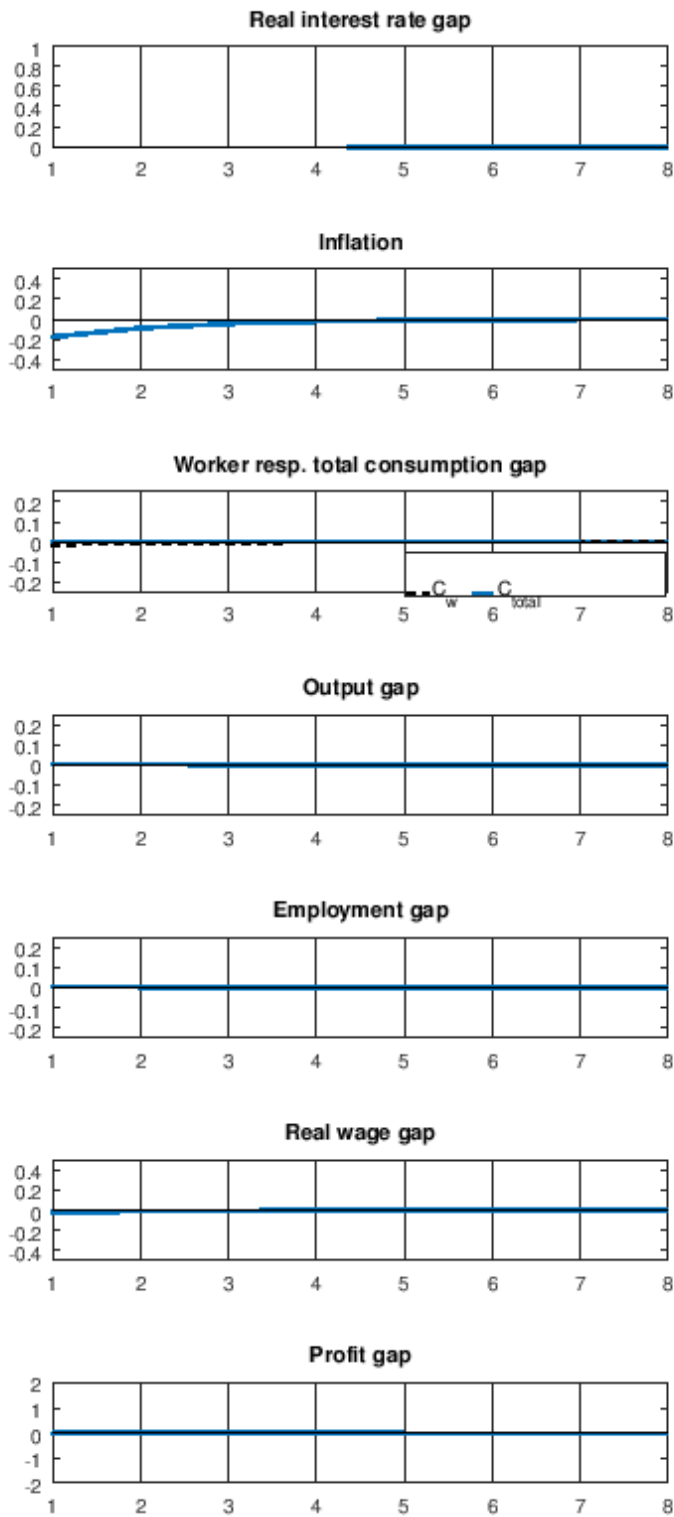 Real interest rate gap
1
0.8
0.6
0.4
0.2
0
1 2 3 4 5 6 7 8
Inflation
0.4
0.2
0
-0.2
-0.4
1 2 3 4 5 6 7 8
Worker resp. total consumption gap
0.2
0.1
0
-0.1
-0.2
C_w C_total
1 2 3 4 5 6 7 8
Output gap
0.2
0.1
0
-0.1
-0.2
1 2 3 4 5 6 7 8
Employment gap
0.2
0.1
0
-0.1
-0.2
1 2 3 4 5 6 7 8
Real wage gap
0.4
0.2
0
-0.2
-0.4
1 2 3 4 5 6 7 8
Profit gap
2
1
0
-1
-2
1 2 3 4 5 6 7 8